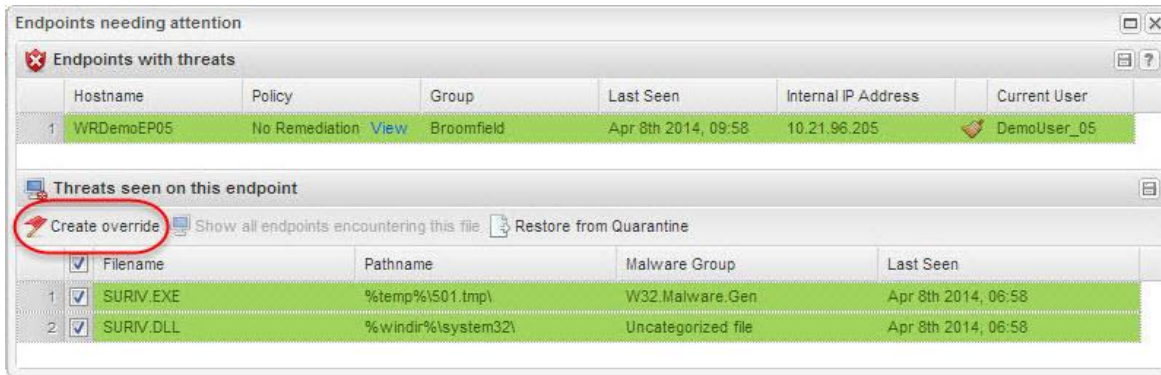 Endpoints needing attention
Endpoints with threats
?
Hostname Policy Group Last Seen Internal IP Address Current User
1 WRDemoEP05 No Remediation View Broomfield Apr 8th 2014, 09:58 10.21.96.205 DemoUser_05
Threats seen on this endpoint
Create override Show all endpoints encountering this file Restore from Quarantine
Filename Pathname Malware Group Last Seen
1 SURIV.EXE %temp%\501.tmp\ W32.Malware.Gen Apr 8th 2014, 06:58
2 SURIV.DLL %windir%\system32\ Uncategorized file Apr 8th 2014, 06:58